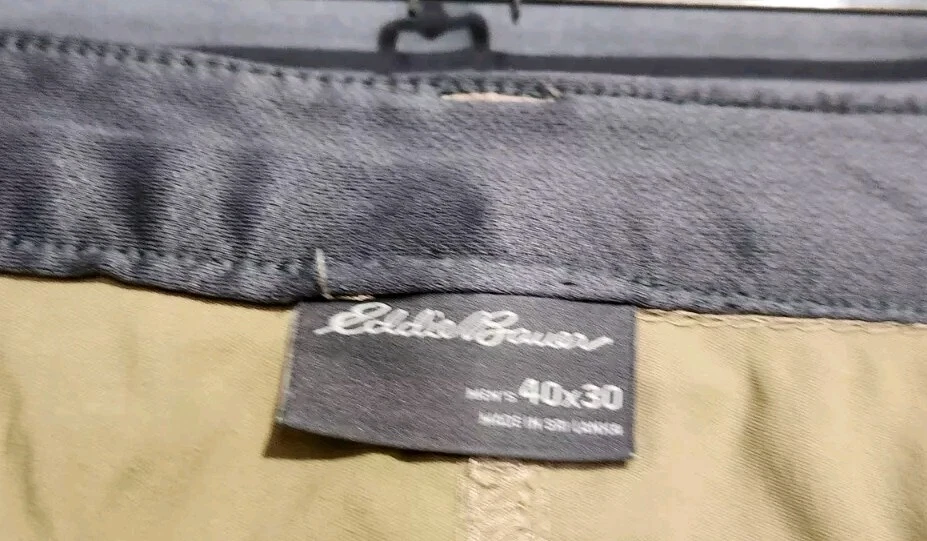 Eddie Bauer
MEN'S 40x30
MADE IN SRI LANKA